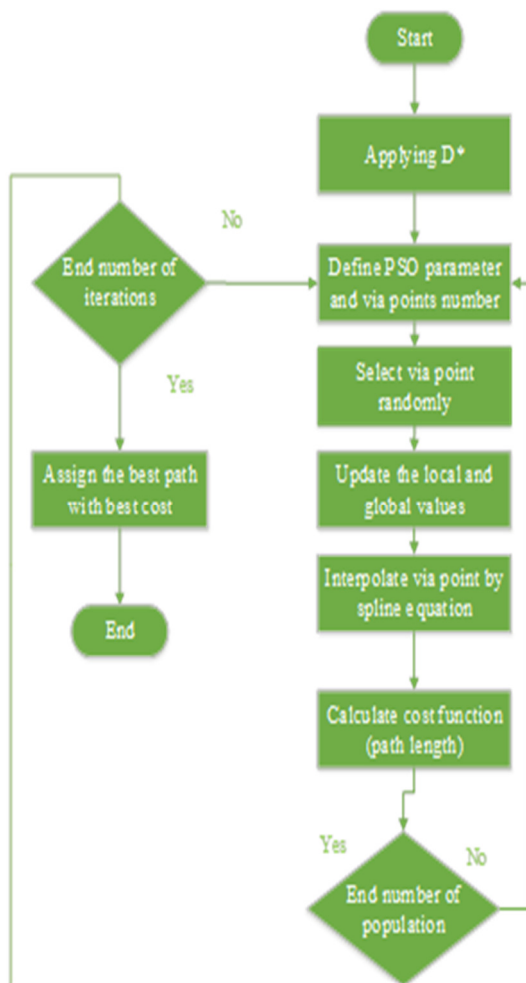 Start
Applying D*
Define PSO parameter
and via points number
Select via point
randomly
Update the local and
global values
Interpolate via point by
spline equation
Calculate cost function
(path length)
Yes
No
End number of
population
End number of
iterations
No
Yes
Assign the best path
with best cost
End